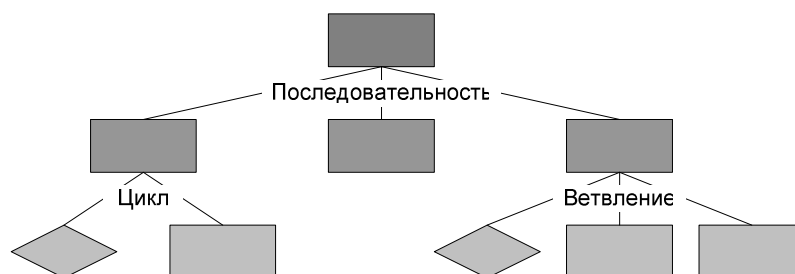 Последовательность
Цикл
Ветвление